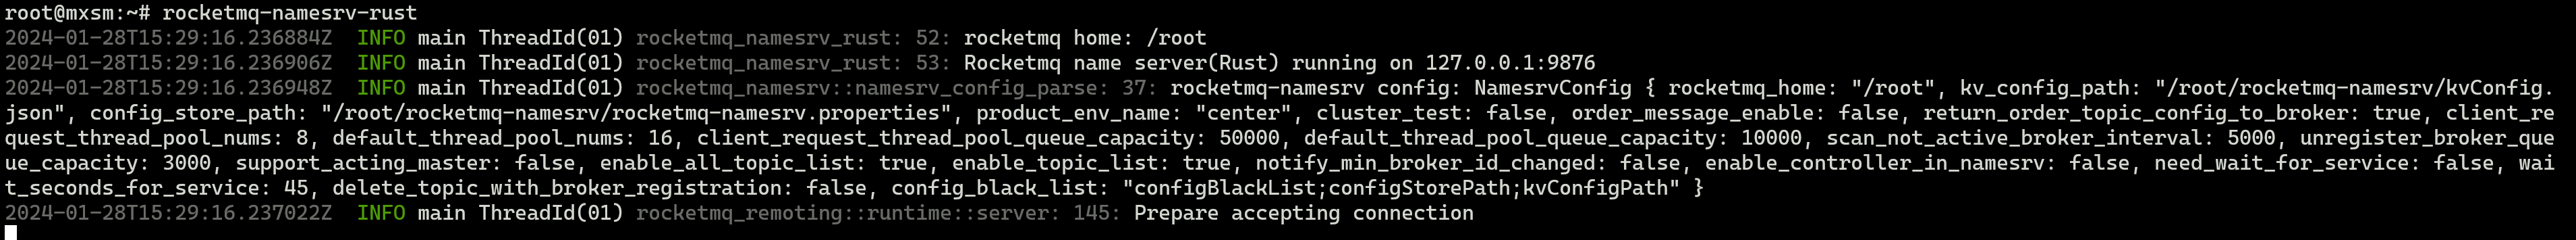 root@mxsm:~# rocketmq-namesrv-rust
2024-01-28T15:29:16.236884Z  INFO main ThreadId(01) rocketmq_namesrv_rust: 52: rocketmq home: /root
2024-01-28T15:29:16.236906Z  INFO main ThreadId(01) rocketmq_namesrv_rust: 53: Rocketmq name server(Rust) running on 127.0.0.1:9876
2024-01-28T15:29:16.236948Z  INFO main ThreadId(01) rocketmq_namesrv::namesrv_config_parse: 37: rocketmq-namesrv config: NamesrvConfig { rocketmq_home: "/root", kv_config_path: "/root/rocketmq-namesrv/kvConfig.
json", config_store_path: "/root/rocketmq-namesrv/rocketmq-namesrv.properties", product_env_name: "center", cluster_test: false, order_message_enable: false, return_order_topic_config_to_broker: true, client_re
quest_thread_pool_nums: 8, default_thread_pool_nums: 16, client_request_thread_pool_queue_capacity: 50000, default_thread_pool_queue_capacity: 10000, scan_not_active_broker_interval: 5000, unregister_broker_que
ue_capacity: 3000, support_acting_master: false, enable_all_topic_list: true, enable_topic_list: true, notify_min_broker_id_changed: false, enable_controller_in_namesrv: false, need_wait_for_service: false, wai
t_seconds_for_service: 45, delete_topic_with_broker_registration: false, config_black_list: "configBlackList;configStorePath;kvConfigPath" }
2024-01-28T15:29:16.237022Z  INFO main ThreadId(01) rocketmq_remoting::runtime::server: 145: Prepare accepting connection